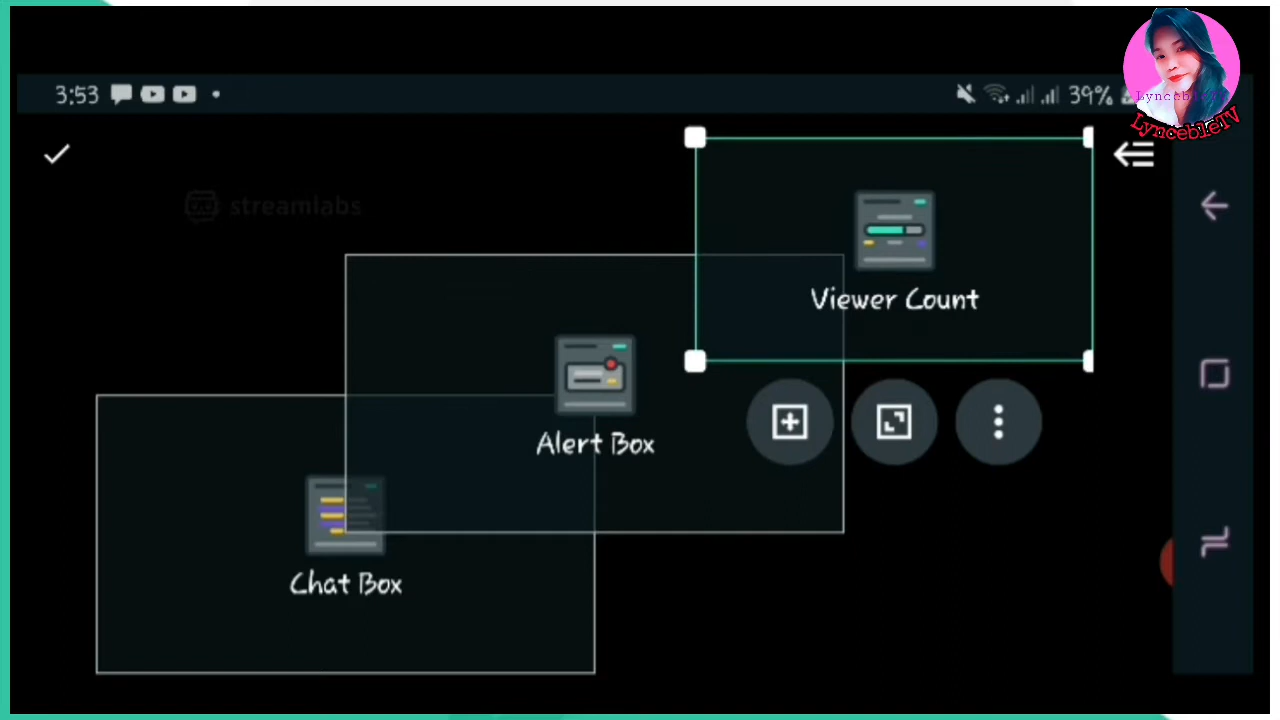 3:53
39%
LyncebleTV
streamlabs
Viewer Count
Alert Box
Chat Box